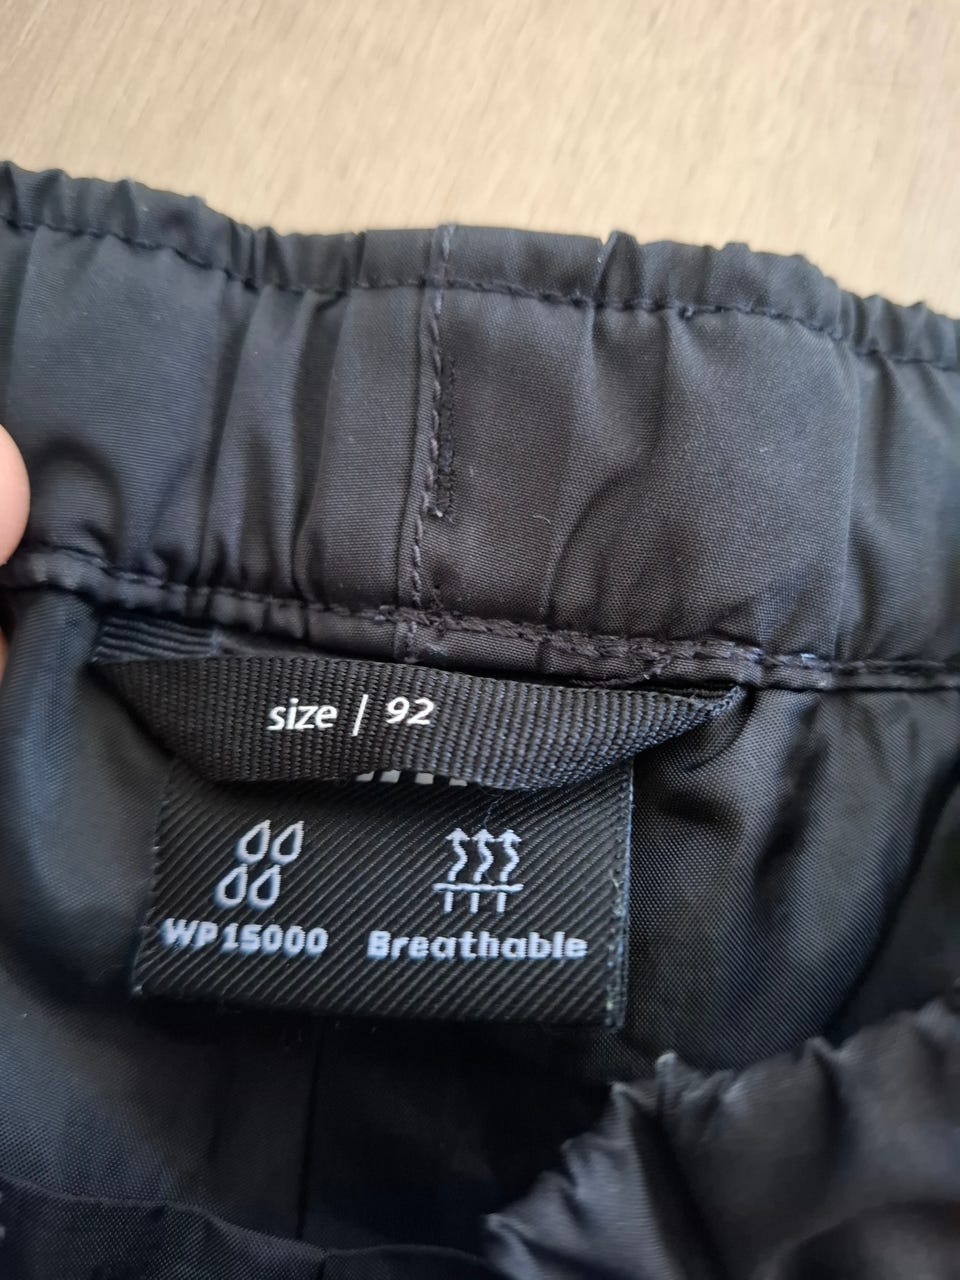 size / 92
WP 15000 Breathable